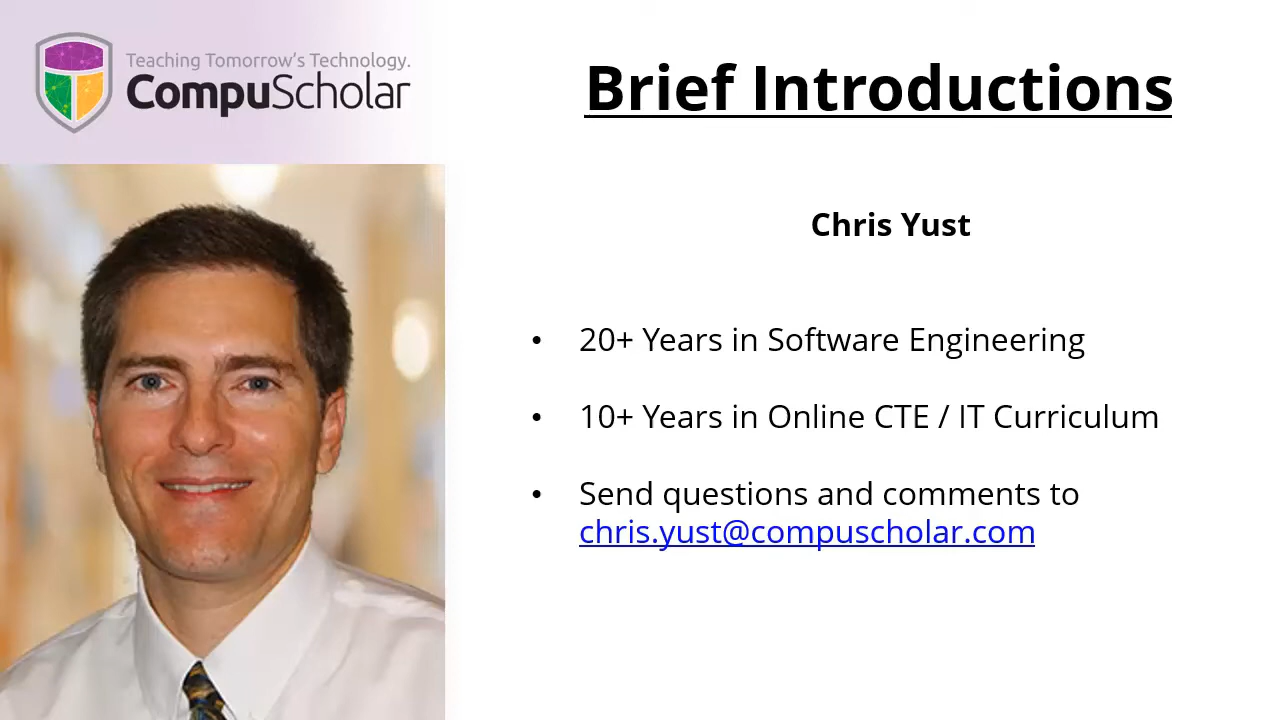 Teaching Tomorrow's Technology.
CompuScholar
Brief Introductions
Chris Yust
• 20+ Years in Software Engineering
• 10+ Years in Online CTE / IT Curriculum
• Send questions and comments to
chris.yust@compuscholar.com